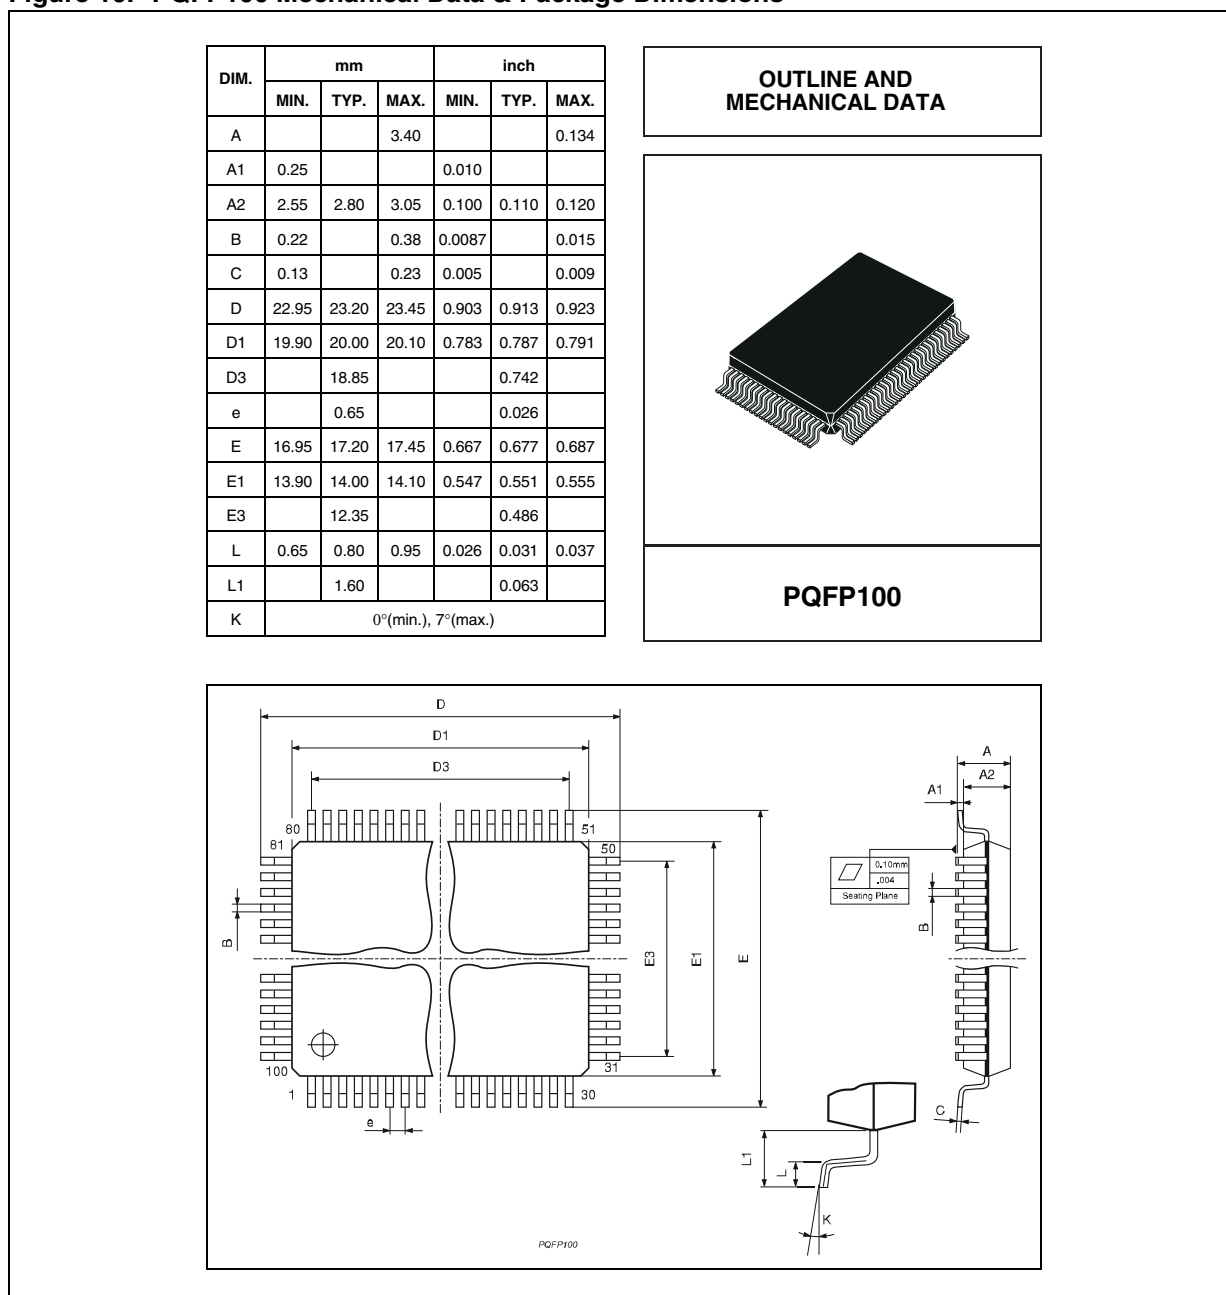 DIM. mm inch
MIN. TYP. MAX. MIN. TYP. MAX.
A 3.40 0.134
A1 0.25 0.010
A2 2.55 2.80 3.05 0.100 0.110 0.120
B 0.22 0.38 0.0087 0.015
C 0.13 0.23 0.005 0.009
D 22.95 23.20 23.45 0.903 0.913 0.923
D1 19.90 20.00 20.10 0.783 0.787 0.791
D3 18.85 0.742
e 0.65 0.026
E 16.95 17.20 17.45 0.667 0.677 0.687
E1 13.90 14.00 14.10 0.547 0.551 0.555
E3 12.35 0.486
L 0.65 0.80 0.95 0.026 0.031 0.037
L1 1.60 0.063
K 0°(min.), 7°(max.)
OUTLINE AND
MECHANICAL DATA
PQFP100
D
D1
D3
A
A2
A1
80
51
81
50
0.10mm
.004
Seating Plane
B
B
E3
E1
E
100
31
1
30
e
C
L1
L
K
PQFP100